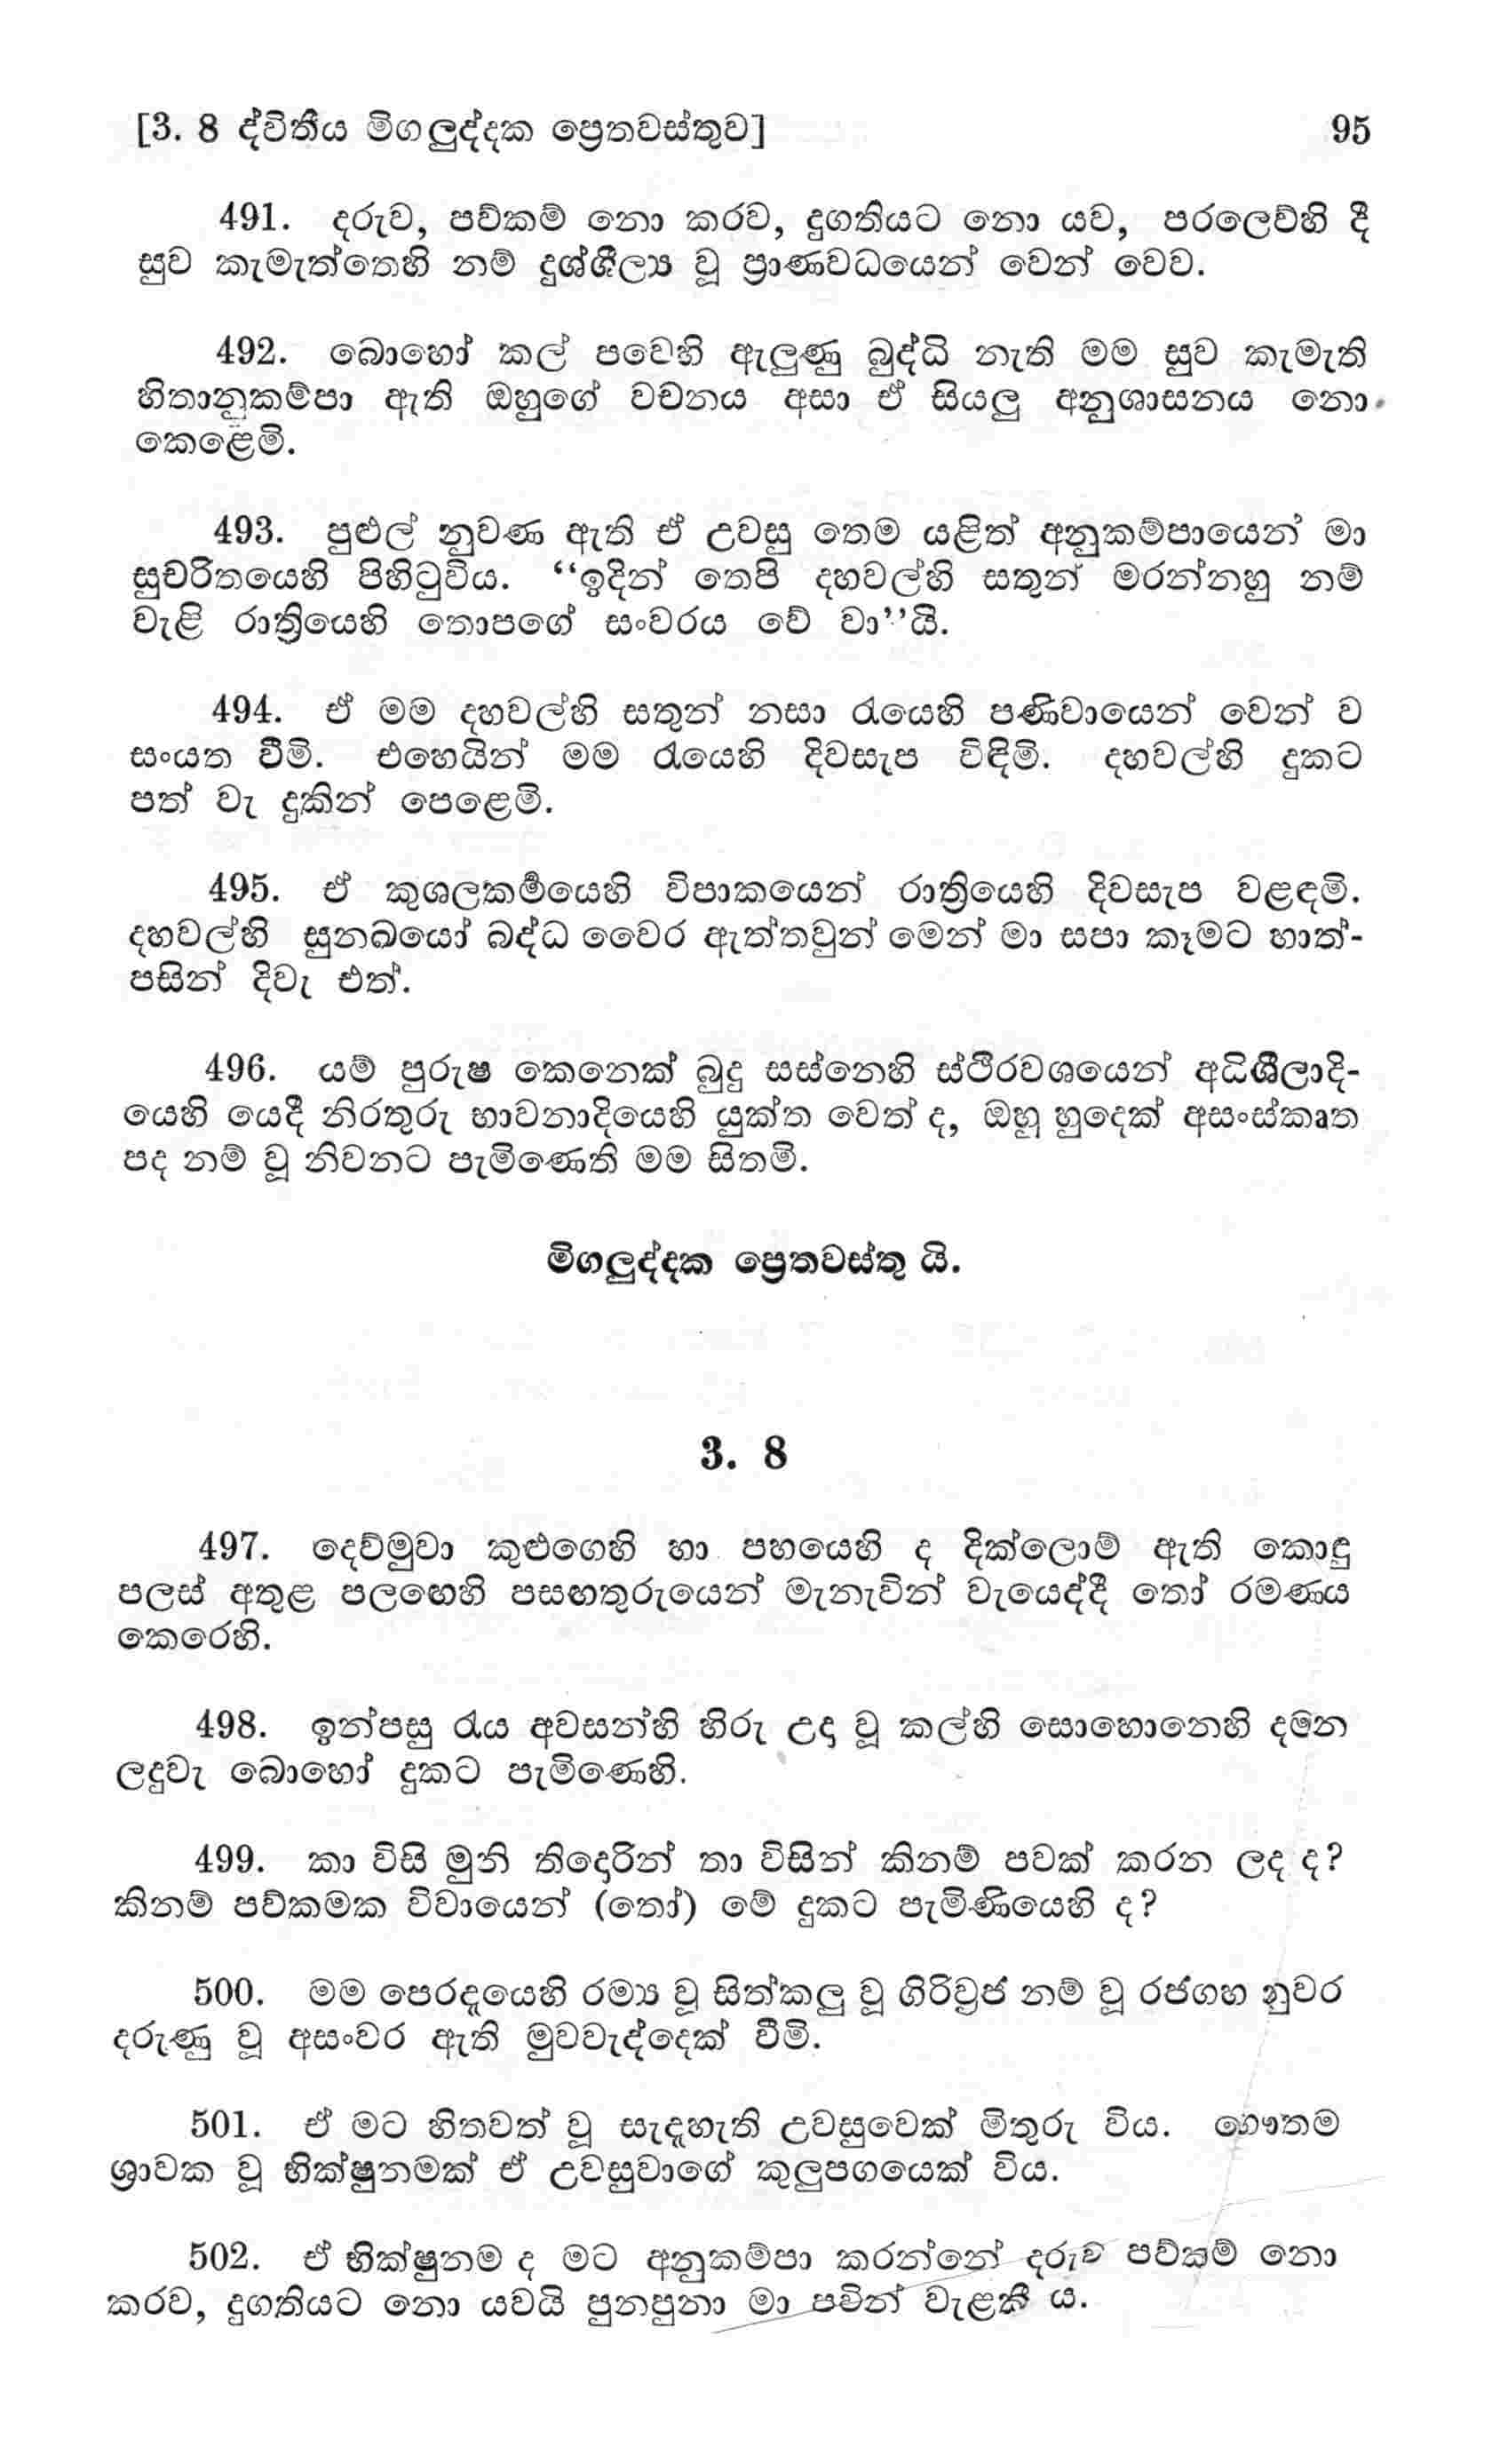 [3. 8 ද්විතීය මිගලුද්දක ප්‍රෙතවස්තුව] 95
491. දරුව, පව්කම් නො කරව, දුගතියට නො යව, පරලෙව්හි දී
සුව කැමැත්තෙහි නම් දුශ්ශීල්‍ය වූ ප්‍රාණවධයෙන් වෙන් වෙව.
492. බොහෝ කල් පවෙහි ඇලුණු බුද්ධි නැති මම සුව කැමැති
හිතානුකම්පා ඇති ඔහුගේ වචනය අසා ඒ සියලු අනුශාසනය නො
කෙළෙමි.
493. පුළුල් නුවණ ඇති ඒ උවසු තෙම යළිත් අනුකම්පායෙන් මා
සුචරිතයෙහි පිහිටුවිය. “ඉදින් තෙපි දහවල්හි සතුන් මරන්නහු නම්
වැළි රාත්‍රියෙහි තොපගේ සංවරය වේ වා”යි.
494. ඒ මම දහවල්හි සතුන් නසා රැයෙහි පණිවායෙන් වෙන් ව
සංයත වීමි. එහෙයින් මම රැයෙහි දිවසැප විඳිමි. දහවල්හි දුකට
පත් වැ දුකින් පෙළෙමි.
495. ඒ කුශලකර්‍මයෙහි විපාකයෙන් රාත්‍රියෙහි දිවසැප වළඳමි.
දහවල්හි සුනඛයෝ බද්ධ වෛර ඇත්තවුන් මෙන් මා සපා කෑමට හාත්-
පසින් දිවැ එත්.
496. යම් පුරුෂ කෙනෙක් බුදු සස්නෙහි ස්ථිරවශයෙන් අධිශීලාදි-
යෙහි යෙදී නිරතුරු භාවනාදියෙහි යුක්ත වෙත් ද, ඔහු හුදෙක් අසංස්කෘත
පද නම් වූ නිවනට පැමිණෙති මම සිතමි.
මිගලුද්දක ප්‍රෙතවස්තු යි.
3. 8
497. දෙව්මුවා කුළුගෙහි හා පහයෙහි ද දික්ලොම් ඇති කොඳු
පලස් අතුළ පලඟෙහි පසඟතුරුයෙන් මැනැවින් වැයෙද්දී තෝ රමණය
කෙරෙහි.
498. ඉන්පසු රැය අවසන්හි හිරු උදා වූ කල්හි සොහොනෙහි දමන
ලදුවැ බොහෝ දුකට පැමිණෙහි.
499. කා විසි මුනි තිදොරින් තා විසින් කිනම් පවක් කරන ලද ද?
කිනම් පව්කමක විවායෙන් (තෝ) මේ දුකට පැමිණියෙහි ද?
500. මම පෙරදෑයෙහි රම්‍ය වූ සිත්කලු වූ ගිරිව්‍රජ නම් වූ රජගහ නුවර
දරුණු වූ අසංවර ඇති මුවවැද්දෙක් වීමි.
501. ඒ මට හිතවත් වූ සැදෑහැති උවසුවෙක් මිතුරු විය. ගෞතම
ශ්‍රාවක වූ භික්ෂුනමක් ඒ උවසුවාගේ කුලුපගයෙක් විය.
502. ඒ භික්ෂුනම ද මට අනුකම්පා කරන්නේ දරුව පව්කම් නො
කරව, දුගතියට නො යවයි පුනපුනා මා පවින් වැළකී ය.